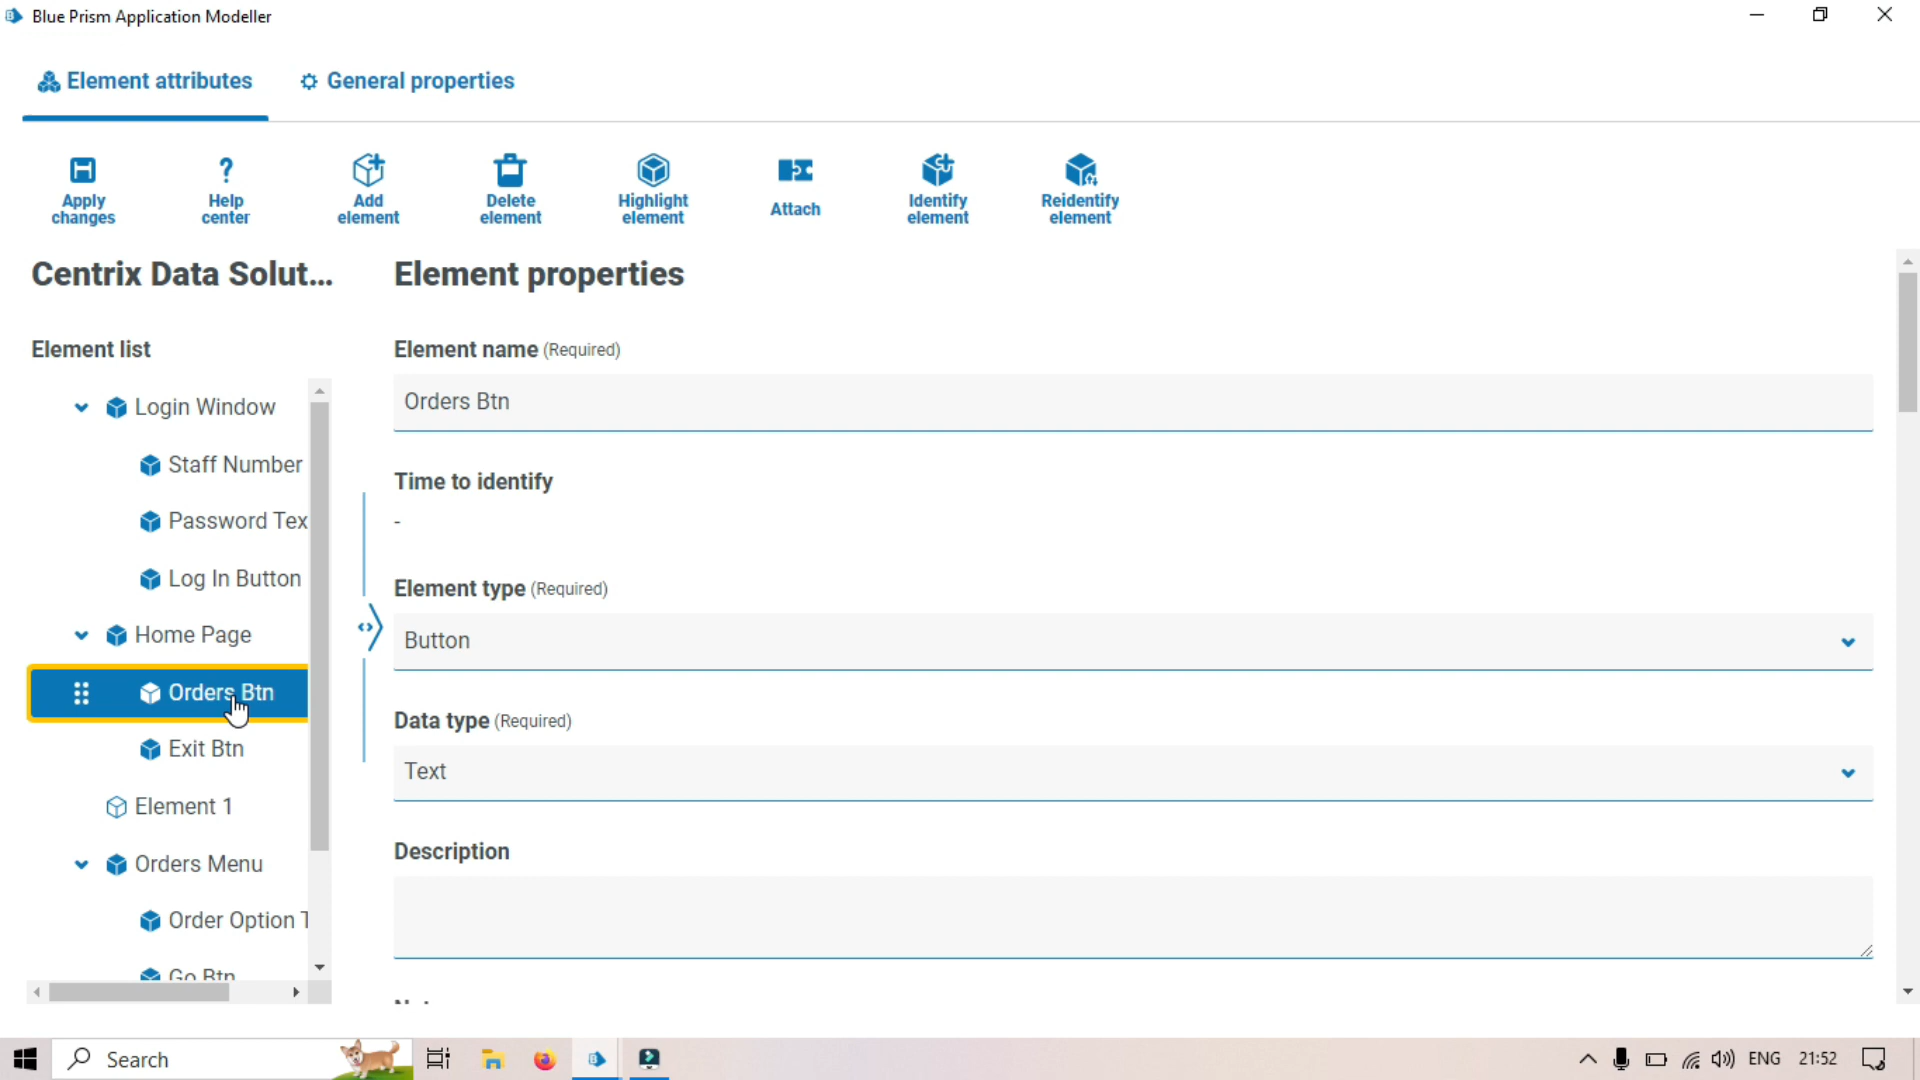 Blue Prism Application Modeller
Element attributes
General properties
Apply changes
Help center
Add element
Delete element
Highlight element
Attach
Identify element
Reidentify element
Centrix Data Solut...
Element properties
Element list
Login Window
Staff Number
Password Tex
Log In Button
Home Page
Orders Btn
Exit Btn
Element 1
Orders Menu
Order Option T
Go Btn
Element name (Required)
Orders Btn
Time to identify
-
Element type (Required)
Button
Data type (Required)
Text
Description
Search
ENG
21:52